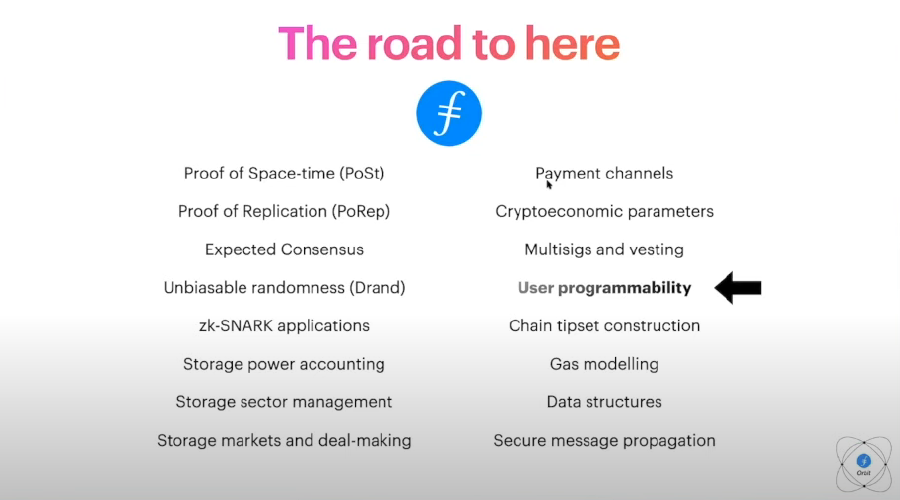 The road to here
Proof of Space-time (PoSt)
Proof of Replication (PoRep)
Expected Consensus
Unbiasable randomness (Drand)
zk-SNARK applications
Storage power accounting
Storage sector management
Storage markets and deal-making
Payment channels
Cryptoeconomic parameters
Multisigs and vesting
User programmability
Chain tipset construction
Gas modelling
Data structures
Secure message propagation
Orbit